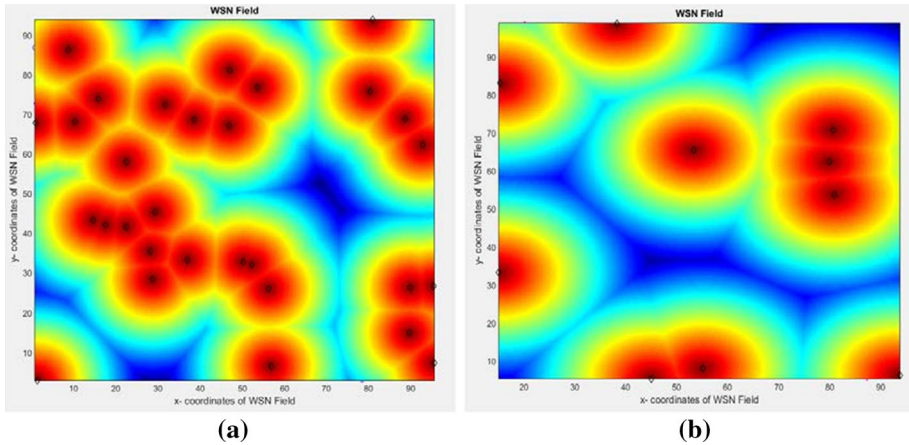 WSN Field
90
80
70
60
50
40
30
20
10
y- coordinates of WSN Field
10 20 30 40 50 60 70 80 90
x- coordinates of WSN Field
(a)
WSN Field
90
80
70
60
50
40
30
20
10
y- coordinates of WSN Field
20 30 40 50 60 70 80 90
x- coordinates of WSN Field
(b)